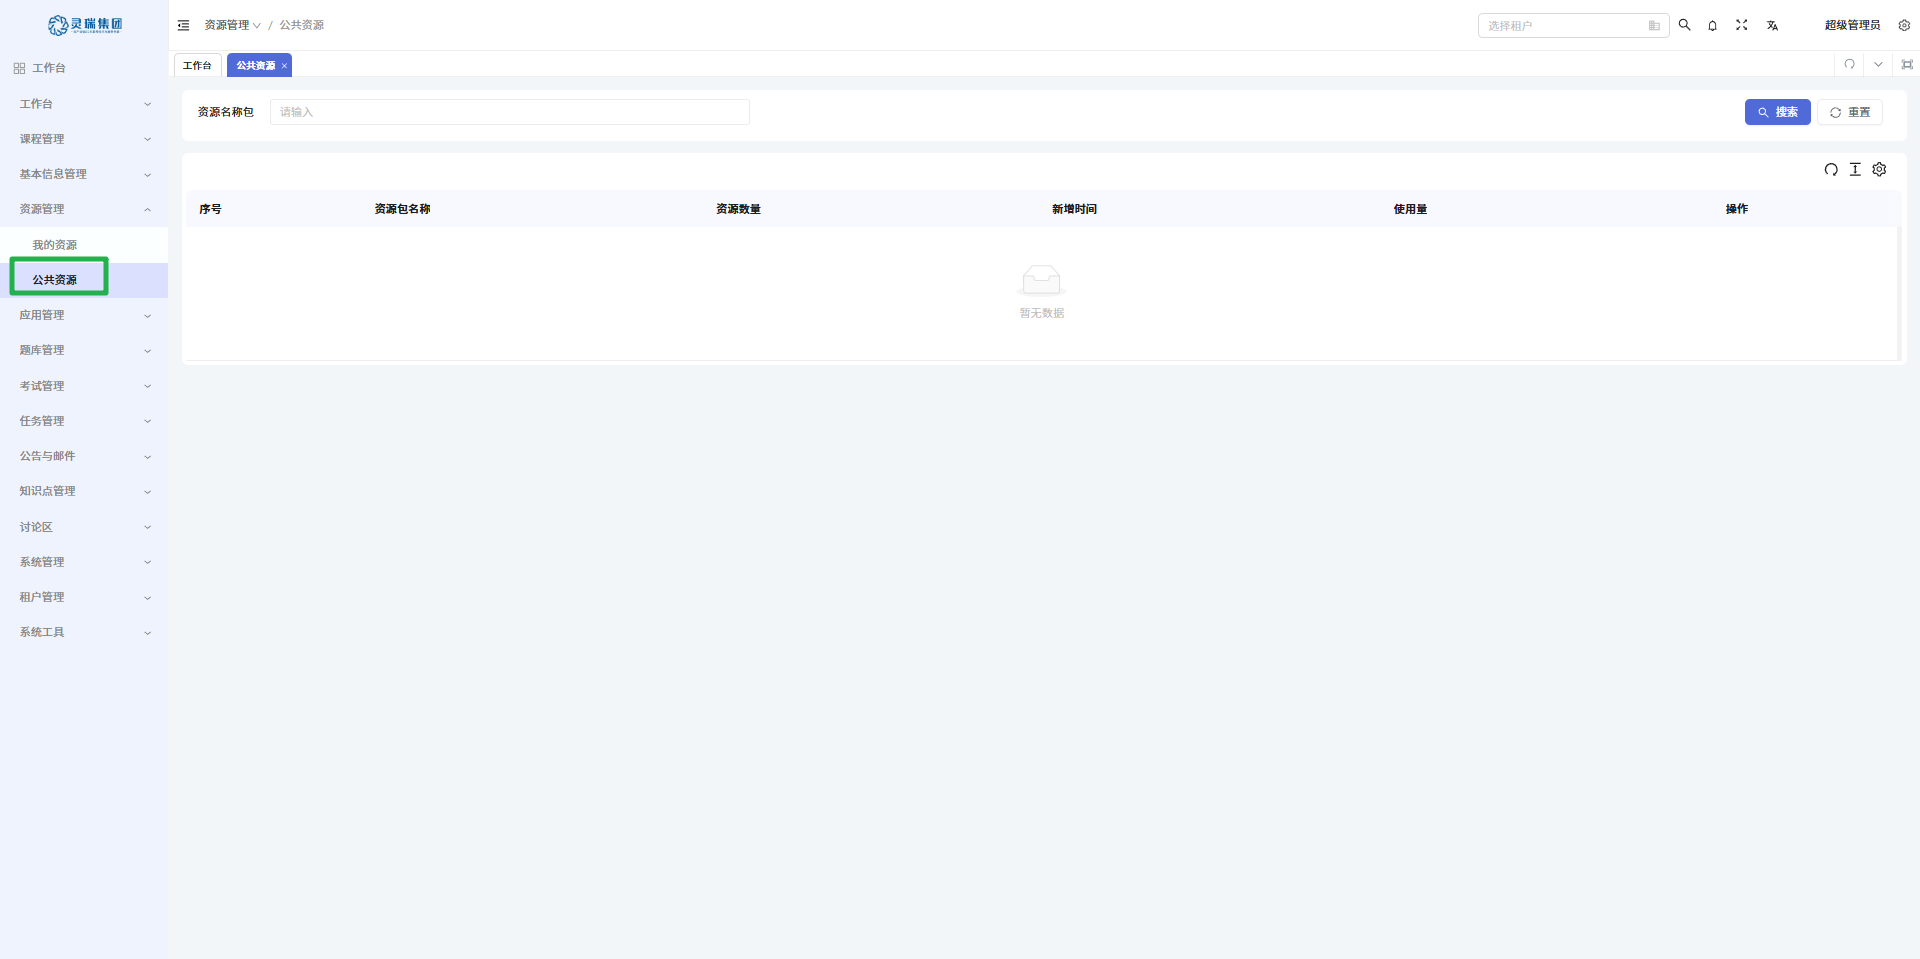 灵瑞集团
资源管理 / 公共资源
选择租户
超级管理员
工作台
公共资源 ×
工作台
工作台
课程管理
基本信息管理
资源管理
我的资源
公共资源
应用管理
题库管理
考试管理
任务管理
公告与邮件
知识点管理
讨论区
系统管理
租户管理
系统工具
资源名称包
请输入
搜索
重置
序号 资源包名称 资源数量 新增时间 使用量 操作
暂无数据